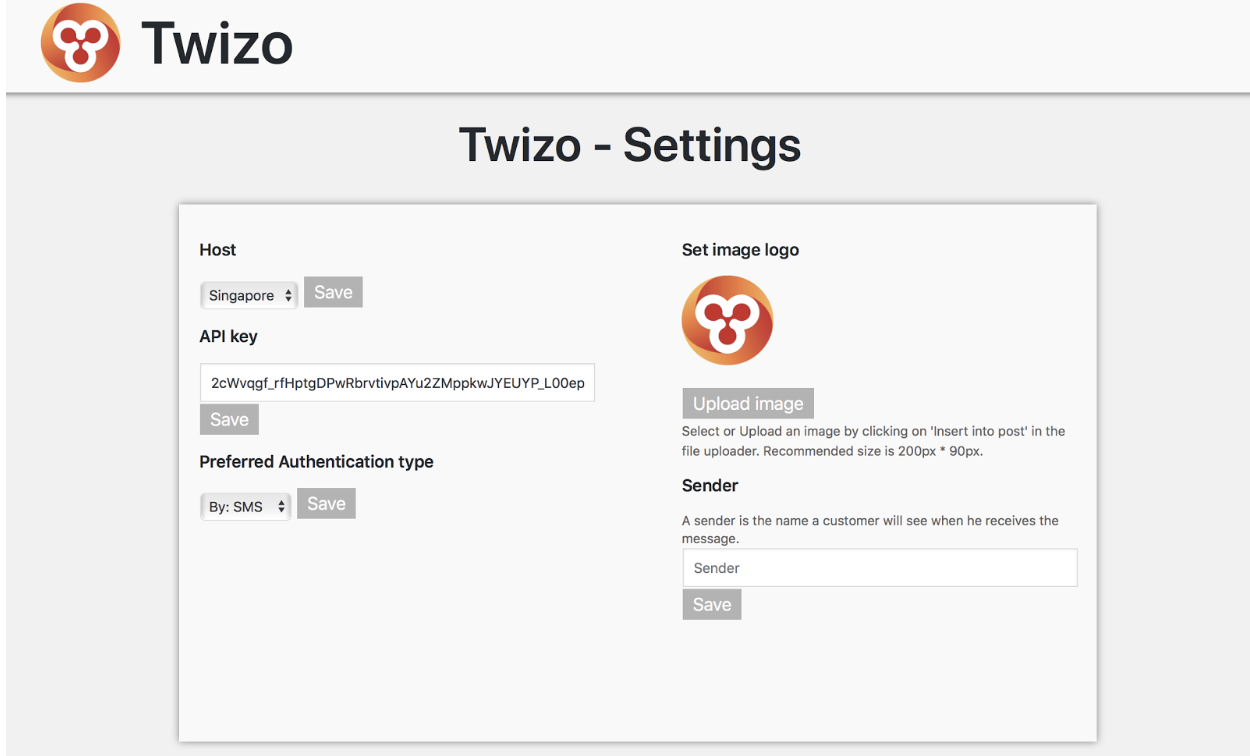 Twizo
Twizo - Settings
Host
Singapore
Save
API key
2cWvqgf_rfHptgDPwRbrvtivpAYu2ZMppkwJYEUYP_L00ep
Save
Preferred Authentication type
By: SMS
Save
Set image logo
Upload image
Select or Upload an image by clicking on 'Insert into post' in the
file uploader. Recommended size is 200px * 90px.
Sender
A sender is the name a customer will see when he receives the
message.
Sender
Save